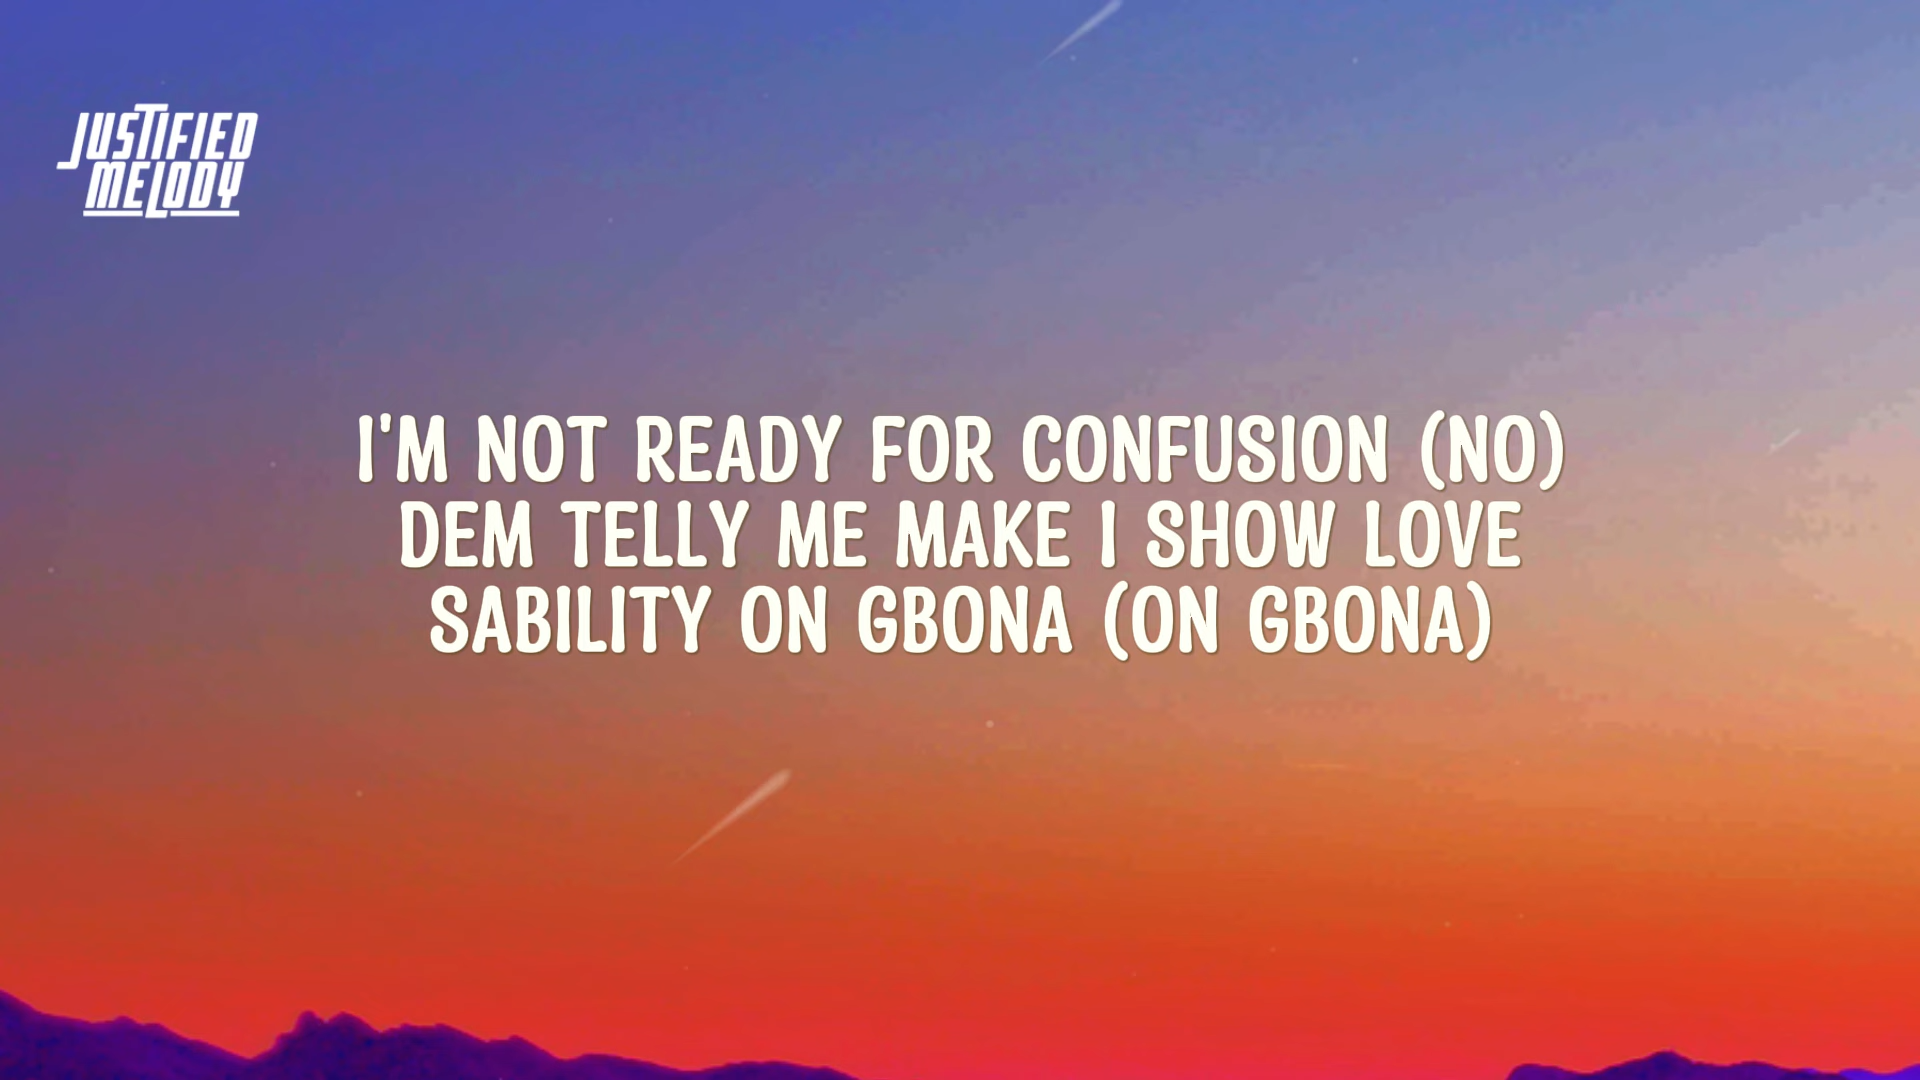 JUSTIFIED
MELODY
I'M NOT READY FOR CONFUSION (NO)
DEM TELLY ME MAKE I SHOW LOVE
SABILITY ON GBONA (ON GBONA)